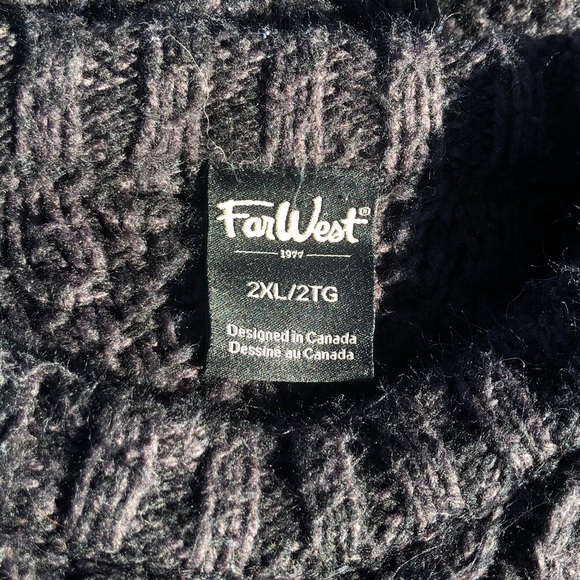 FarWest®
1977
2XL/2TG
Designed in Canada
Dessiné au Canada